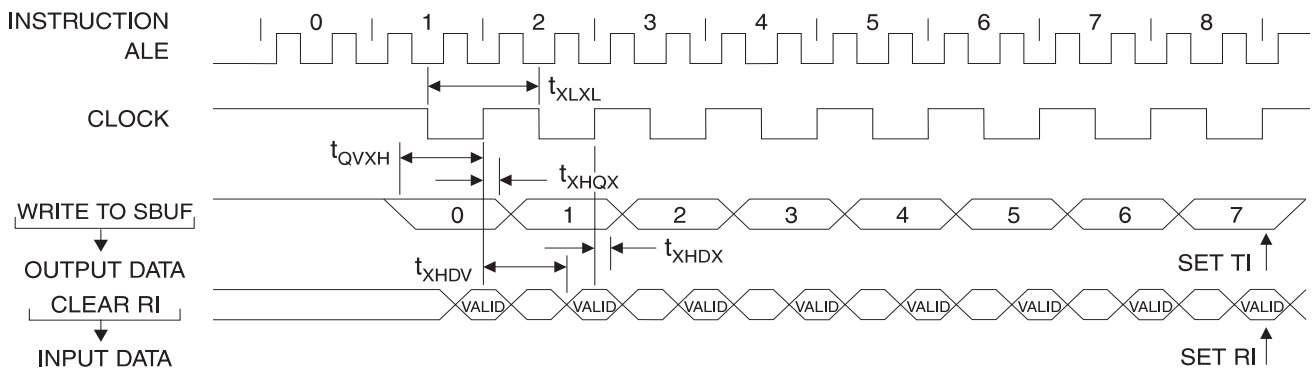 INSTRUCTION 0 1 2 3 4 5 6 7 8
ALE
tXLXL
CLOCK
tQVXH
tXHQX
WRITE TO SBUF 0 1 2 3 4 5 6 7
OUTPUT DATA
tXHDV
tXHDX
SET TI
CLEAR RI VALID VALID VALID VALID VALID VALID VALID VALID
INPUT DATA
SET RI